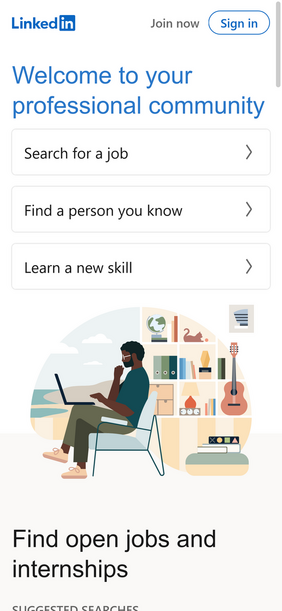 LinkedIn
Join now
Sign in
Welcome to your
professional community
Search for a job
Find a person you know
Learn a new skill
Find open jobs and
internships
SUGGESTED SEARCHES